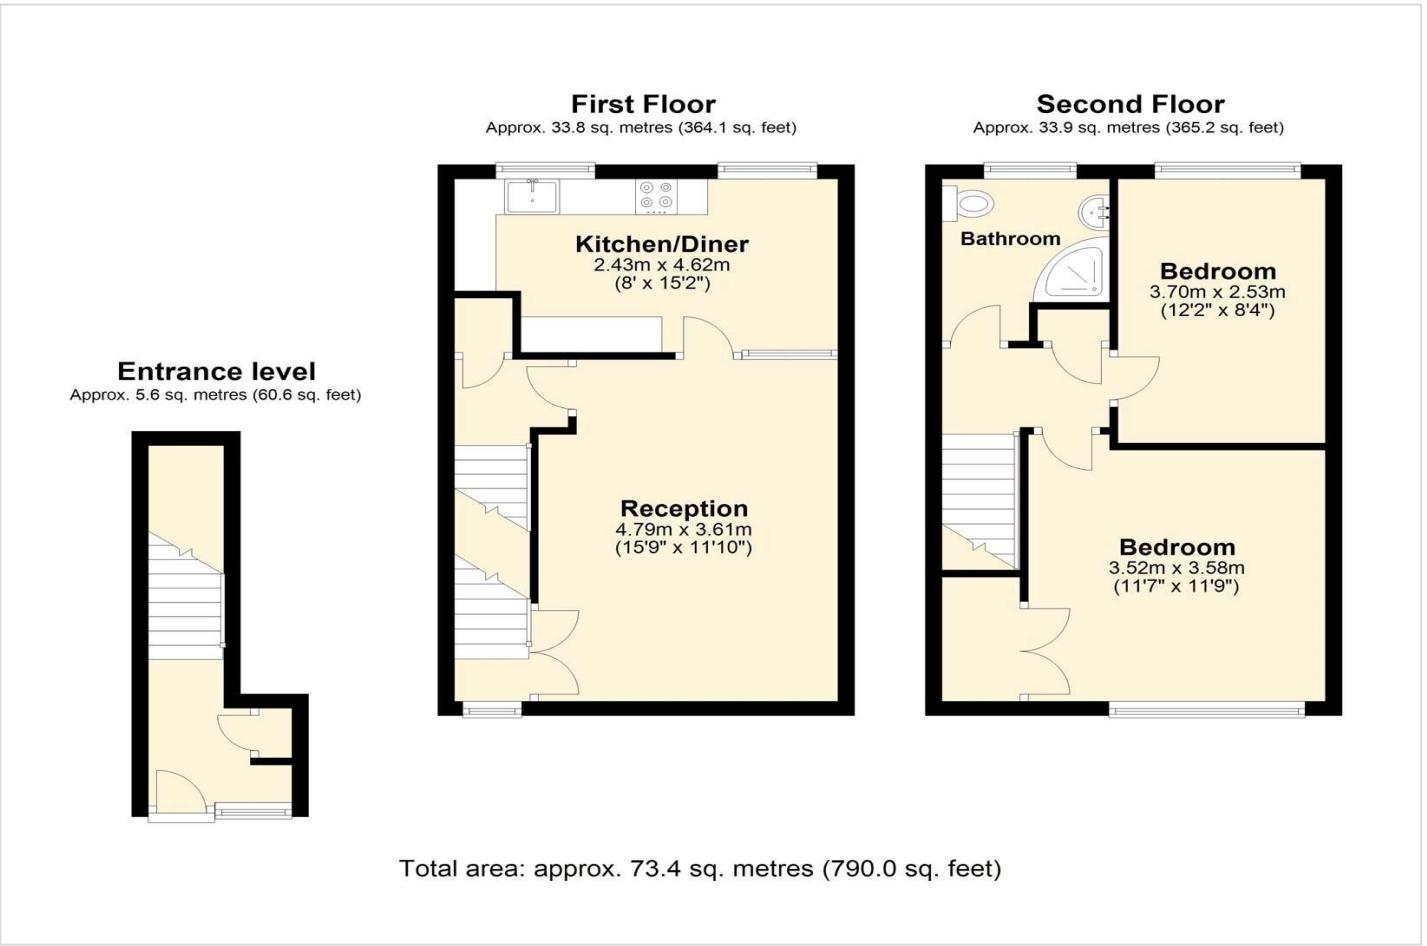 First Floor
Approx. 33.8 sq. metres (364.1 sq. feet)
Second Floor
Approx. 33.9 sq. metres (365.2 sq. feet)
Kitchen/Diner
2.43m x 4.62m
(8' x 15'2")
Bathroom
Bedroom
3.70m x 2.53m
(12'2" x 8'4")
Entrance level
Approx. 5.6 sq. metres (60.6 sq. feet)
Reception
4.79m x 3.61m
(15'9" x 11'10")
Bedroom
3.52m x 3.58m
(11'7" x 11'9")
Total area: approx. 73.4 sq. metres (790.0 sq. feet)